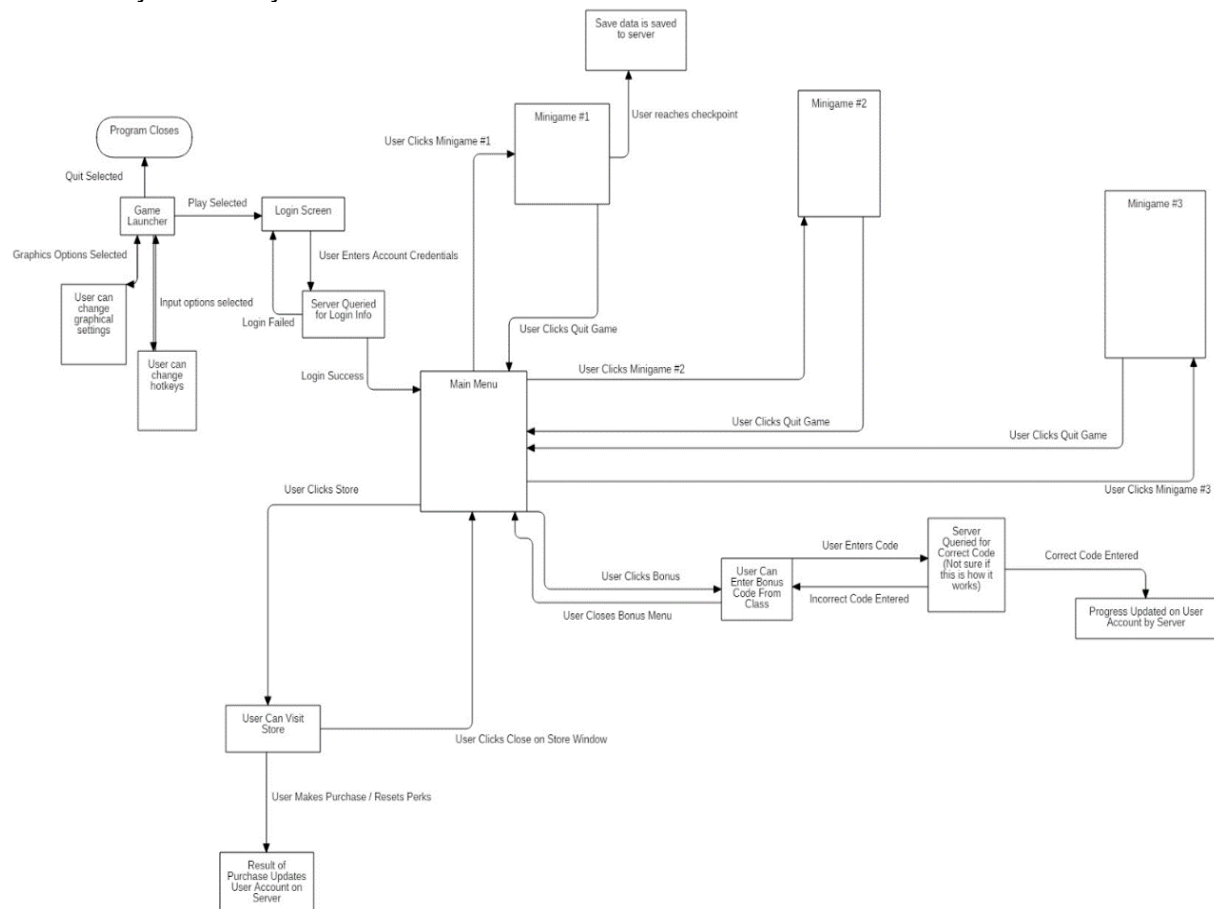 Save data is saved
to server
Minigame #1
User reaches checkpoint
Minigame #2
User Clicks Minigame #1
Program Closes
Quit Selected
Game
Launcher
Play Selected
Login Screen
Minigame #3
Graphics Options Selected
User Enters Account Credentials
User can
change
graphical
settings
Input options selected
Server Queried
for Login Info
Login Failed
User can
change
hotkeys
User Clicks Quit Game
Login Success
User Clicks Minigame #2
Main Menu
User Clicks Quit Game
User Clicks Quit Game
User Clicks Store
User Clicks Minigame #3
User Enters Code
Server
Queried for
Correct Code
(Not sure if
this is how it
works)
Correct Code Entered
User Clicks Bonus
User Can
Enter Bonus
Code From
Class
Incorrect Code Entered
User Closes Bonus Menu
Progress Updated on User
Account by Server
User Can Visit
Store
User Clicks Close on Store Window
User Makes Purchase / Resets Perks
Result of
Purchase Updates
User Account on
Server